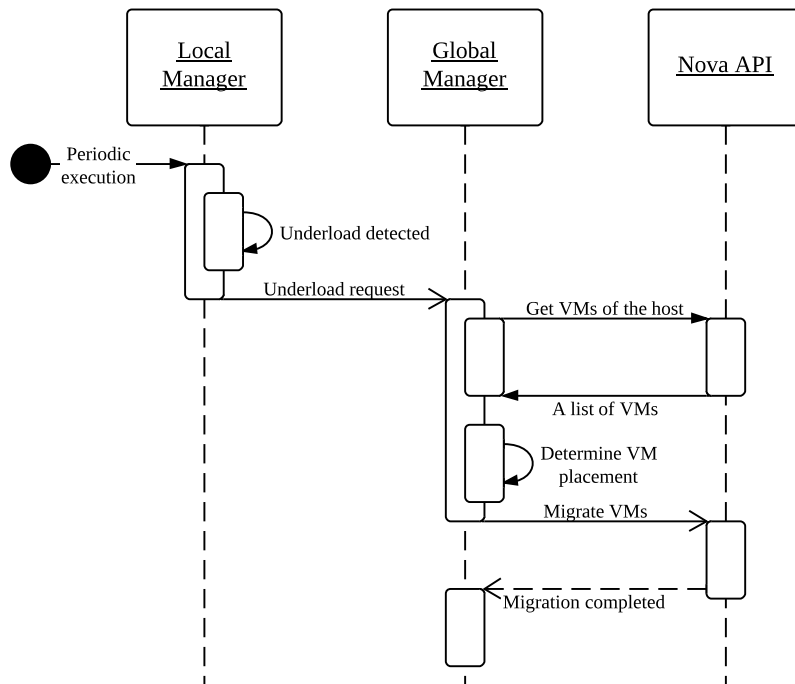 Local
Manager
Global
Manager
Nova API
Periodic
execution
Underload detected
Underload request
Get VMs of the host
A list of VMs
Determine VM
placement
Migrate VMs
Migration completed